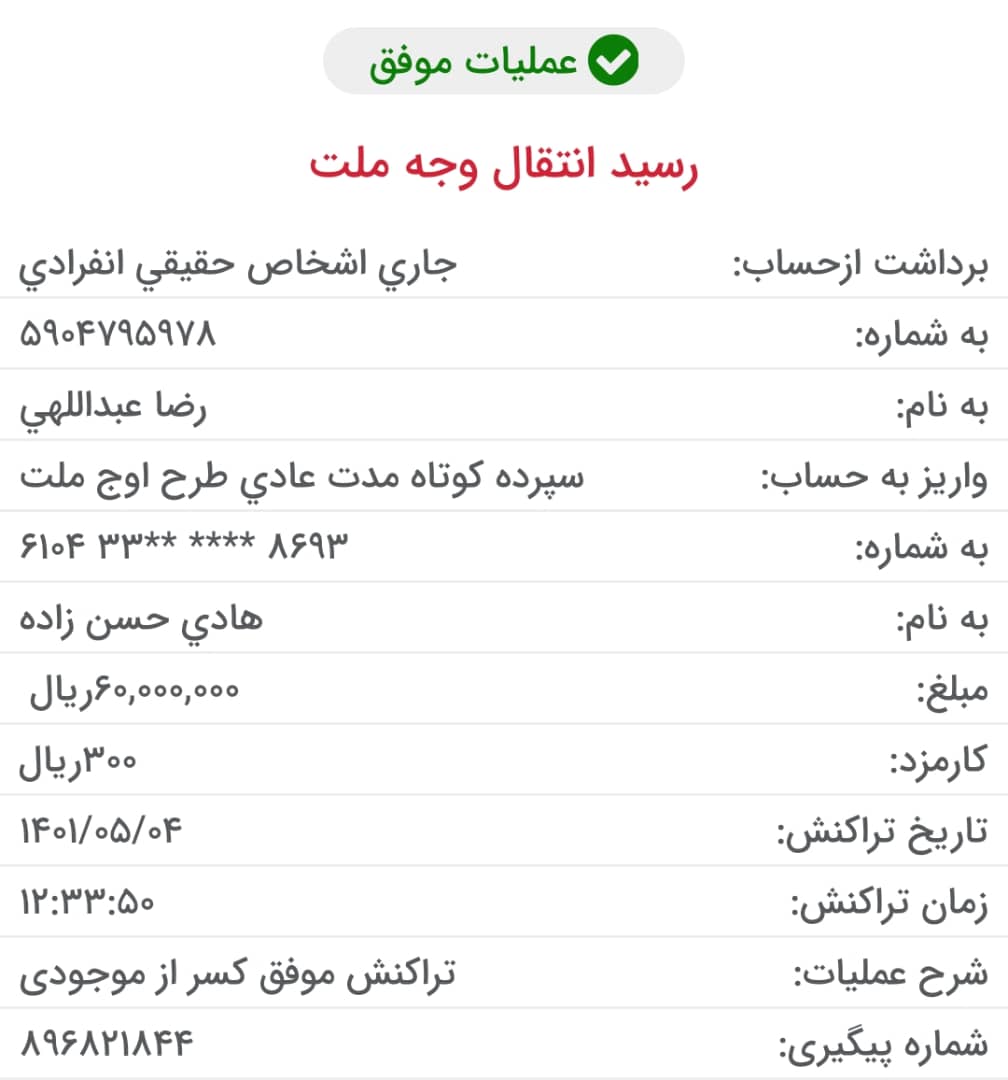 عملیات موفق
رسید انتقال وجه ملت
برداشت ازحساب: جاري اشخاص حقيقي انفرادي
به شماره: ۵۹۰۴۷۹۵۹۷۸
به نام: رضا عبداللهي
واریز به حساب: سپرده کوتاه مدت عادي طرح اوج ملت
به شماره: ۶۱۰۴ ۳۳** **** ۸۶۹۳
به نام: هادي حسن زاده
مبلغ: ۶۰,۰۰۰,۰۰۰ریال
کارمزد: ۳۰۰ریال
تاریخ تراکنش: ۱۴۰۱/۰۵/۰۴
زمان تراکنش: ۱۲:۳۳:۵۰
شرح عملیات: تراکنش موفق کسر از موجودی
شماره پیگیری: ۸۹۶۸۲۱۸۴۴